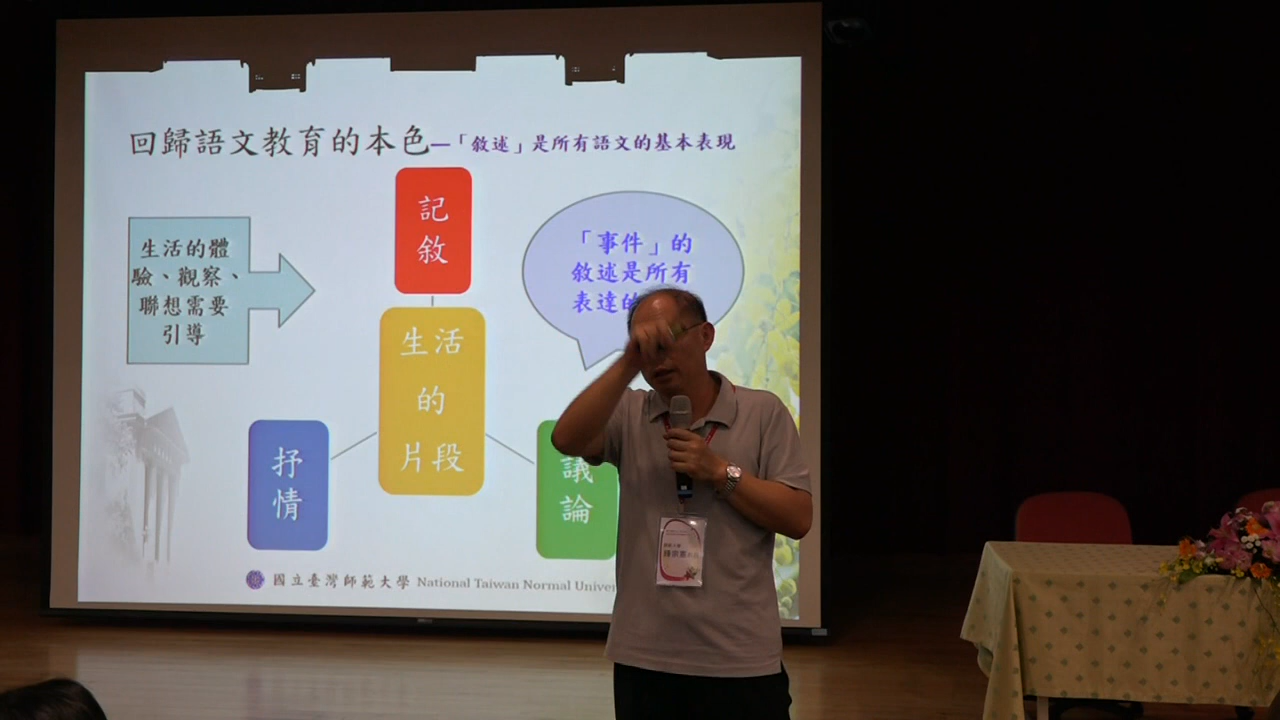 回歸語文教育的本色—「敘述」是所有語文的基本表現
記
敘
生活的體
驗、觀察、
聯想需要
引導
「事件」的
敘述是所有
表達的
生活
的
片段
抒
情
議
論
國立臺灣師範大學 National Taiwan Normal Univer